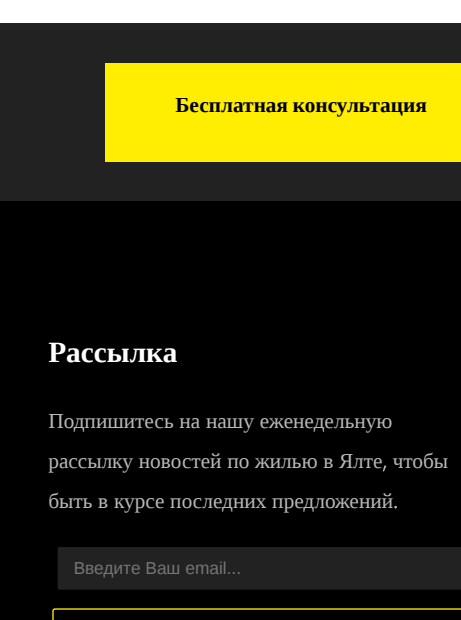 Бесплатная консультация
Рассылка
Подпишитесь на нашу еженедельную
рассылку новостей по жилью в Ялте, чтобы
быть в курсе последних предложений.
Введите Ваш email...